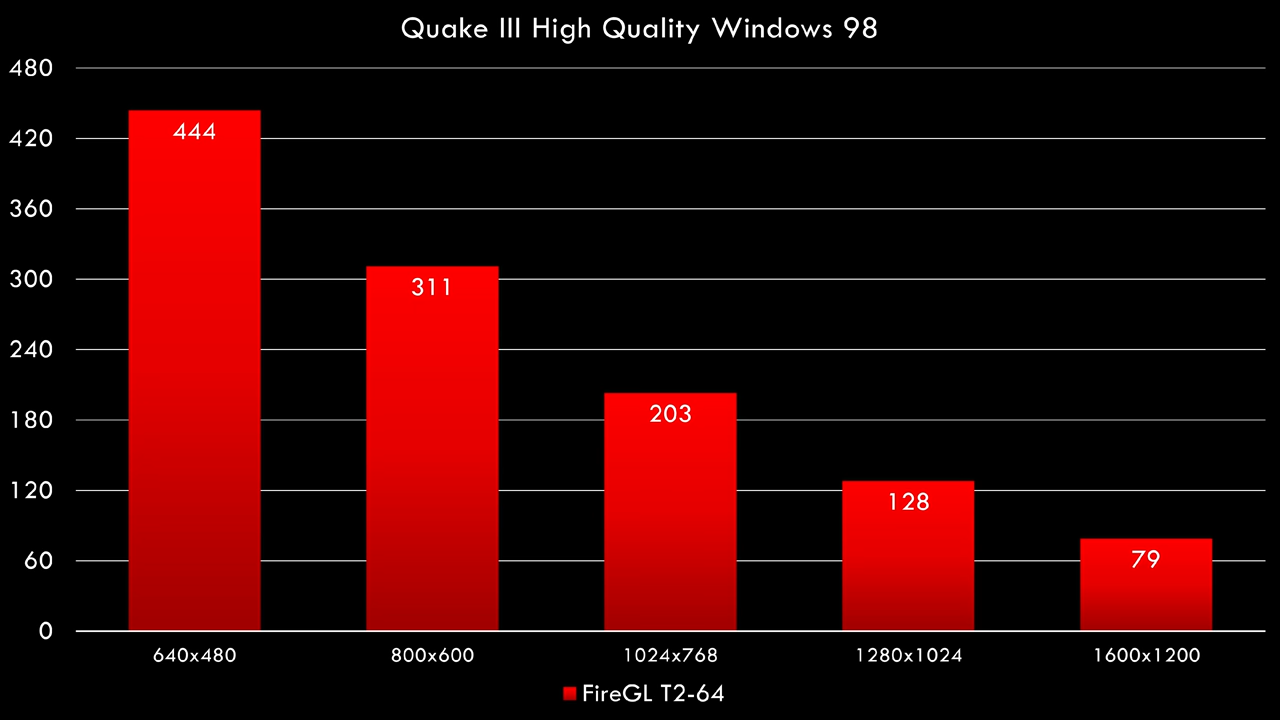 Quake III High Quality Windows 98
480
420
360
300
240
180
120
60
0
444
311
203
128
79
640x480
800x600
1024x768
1280x1024
1600x1200
FireGL T2-64